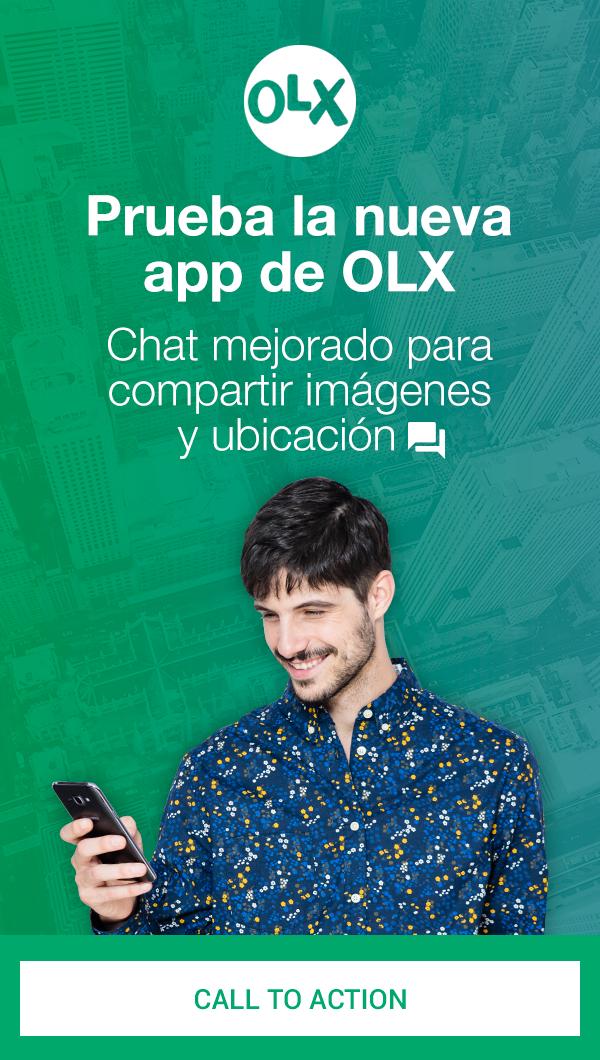 OLX
Prueba la nueva
app de OLX
Chat mejorado para
compartir imágenes
y ubicación
CALL TO ACTION